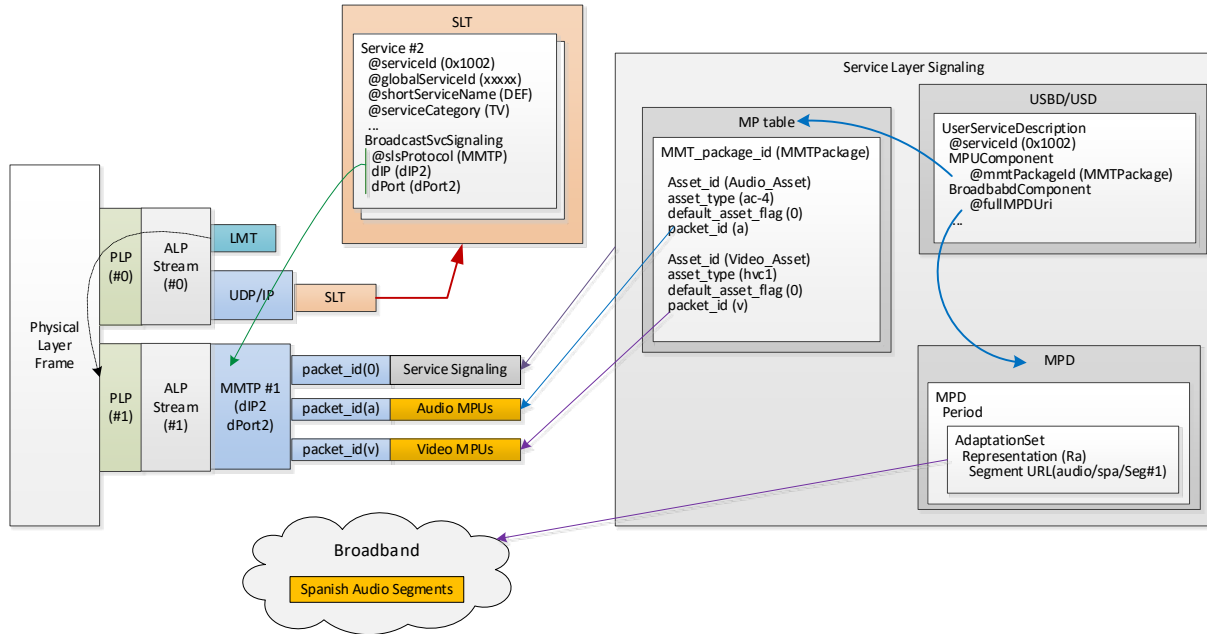 SLT
Service #2
@serviceId (0x1002)
@globalServiceId (xxxxx)
@shortServiceName (DEF)
@serviceCategory (TV)
...
BroadcastSvcSignaling
@slsProtocol (MMTP)
dIP (dIP2)
dPort (dPort2)
Physical
Layer
Frame
PLP
(#0)
ALP
Stream
(#0)
LMT
UDP/IP
SLT
PLP
(#1)
ALP
Stream
(#1)
MMTP #1
(dIP2
dPort2)
packet_id(0)
Service Signaling
packet_id(a)
Audio MPUs
packet_id(v)
Video MPUs
Broadband
Spanish Audio Segments
Service Layer Signaling
MP table
MMT_package_id (MMTPackage)
Asset_id (Audio_Asset)
asset_type (ac-4)
default_asset_flag (0)
packet_id (a)
Asset_id (Video_Asset)
asset_type (hvc1)
default_asset_flag (0)
packet_id (v)
USBD/USD
UserServiceDescription
@serviceId (0x1002)
MPUComponent
@mmtPackageId (MMTPackage)
BroadbabdComponent
@fullMPDUri
...
MPD
MPD
Period
AdaptationSet
Representation (Ra)
Segment URL(audio/spa/Seg#1)